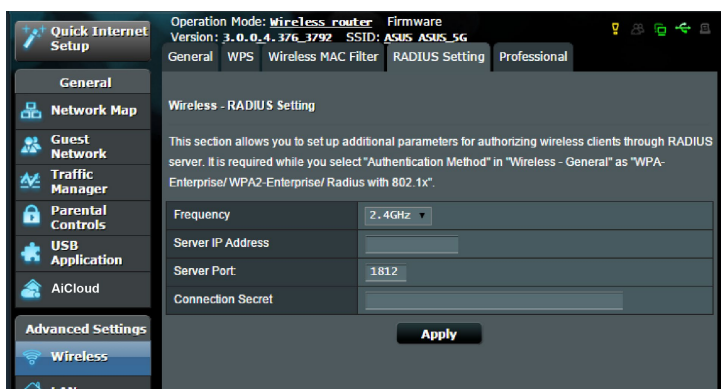 Quick Internet
Setup
General
Network Map
Guest
Network
Traffic
Manager
Parental
Controls
USB
Application
AiCloud
Advanced Settings
Wireless
Operation Mode: Wireless router Firmware
Version: 3.0.0.4.376_3792 SSID: ASUS ASUS_5G
General WPS Wireless MAC Filter RADIUS Setting Professional
Wireless - RADIUS Setting
This section allows you to set up additional parameters for authorizing wireless clients through RADIUS
server. It is required while you select "Authentication Method" in "Wireless - General" as "WPA-
Enterprise/ WPA2-Enterprise/ Radius with 802.1x".
Frequency 2.4GHz
Server IP Address
Server Port: 1812
Connection Secret
Apply